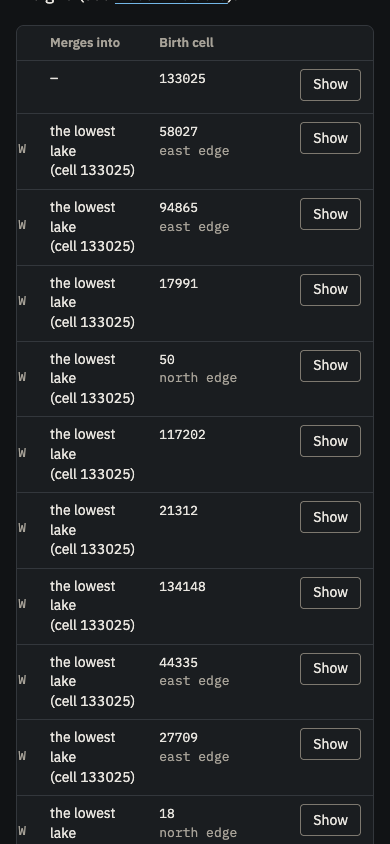 Merges into Birth cell
— 133025 Show
W the lowest lake (cell 133025) 58027 east edge Show
W the lowest lake (cell 133025) 94865 east edge Show
W the lowest lake (cell 133025) 17991 Show
W the lowest lake (cell 133025) 50 north edge Show
W the lowest lake (cell 133025) 117202 Show
W the lowest lake (cell 133025) 21312 Show
W the lowest lake (cell 133025) 134148 Show
W the lowest lake (cell 133025) 44335 east edge Show
W the lowest lake (cell 133025) 27709 east edge Show
W the lowest lake 18 north edge Show